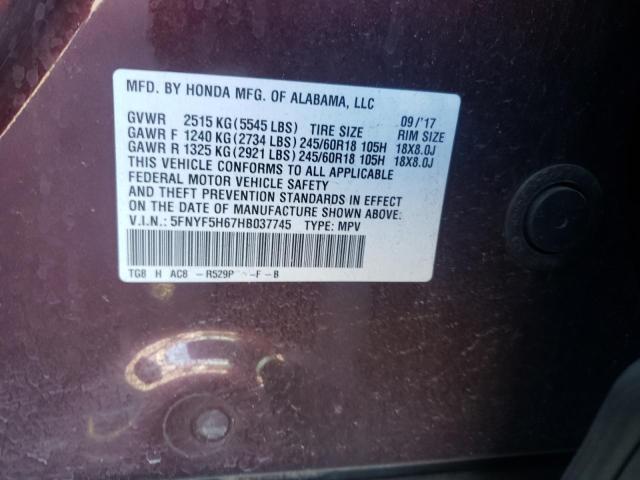 MFD. BY HONDA MFG. OF ALABAMA, LLC
GVWR 2515 KG (5545 LBS) TIRE SIZE 09/'17 RIM SIZE
GAWR F 1240 KG (2734 LBS) 245/60R18 105H 18X8.0J
GAWR R 1325 KG (2921 LBS) 245/60R18 105H 18X8.0J
THIS VEHICLE CONFORMS TO ALL APPLICABLE
FEDERAL MOTOR VEHICLE SAFETY
AND THEFT PREVENTION STANDARDS IN EFFECT
ON THE DATE OF MANUFACTURE SHOWN ABOVE:
V.I.N.: 5FNYF5H67HB037745 TYPE: MPV
TG8 H AC8 - R529P -F -B